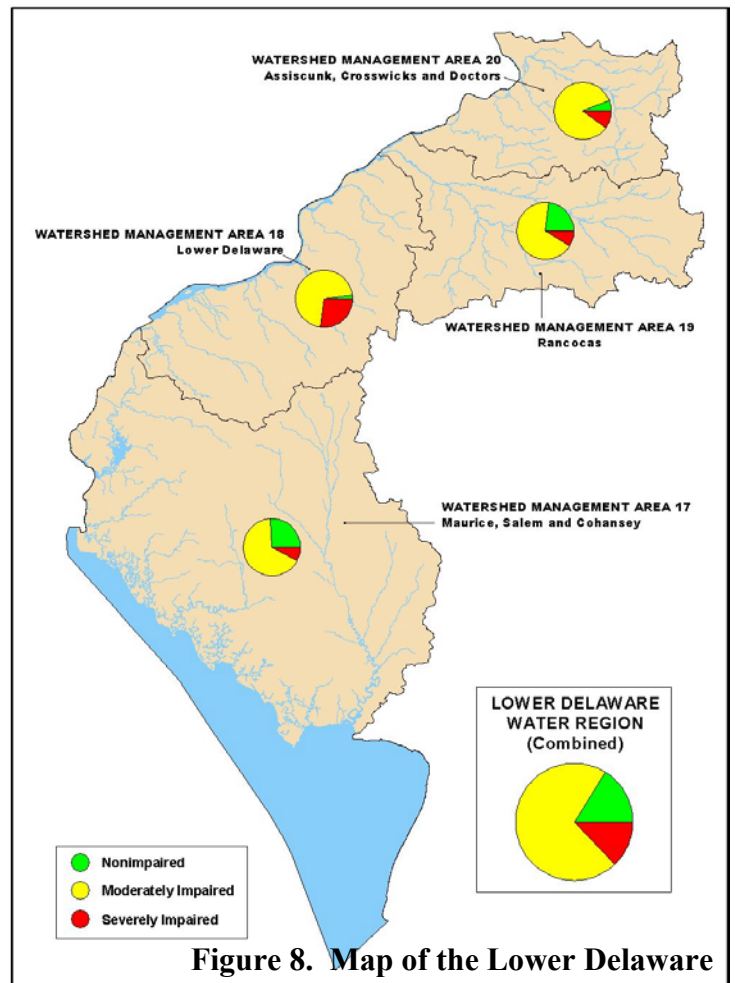 WATERSHED MANAGEMENT AREA 20
Assiscunk, Crosswicks and Doctors
WATERSHED MANAGEMENT AREA 18
Lower Delaware
WATERSHED MANAGEMENT AREA 19
Rancocas
WATERSHED MANAGEMENT AREA 17
Maurice, Salem and Cohansey
LOWER DELAWARE
WATER REGION
(Combined)
Nonimpaired
Moderately Impaired
Severely Impaired
Figure 8. Map of the Lower Delaware